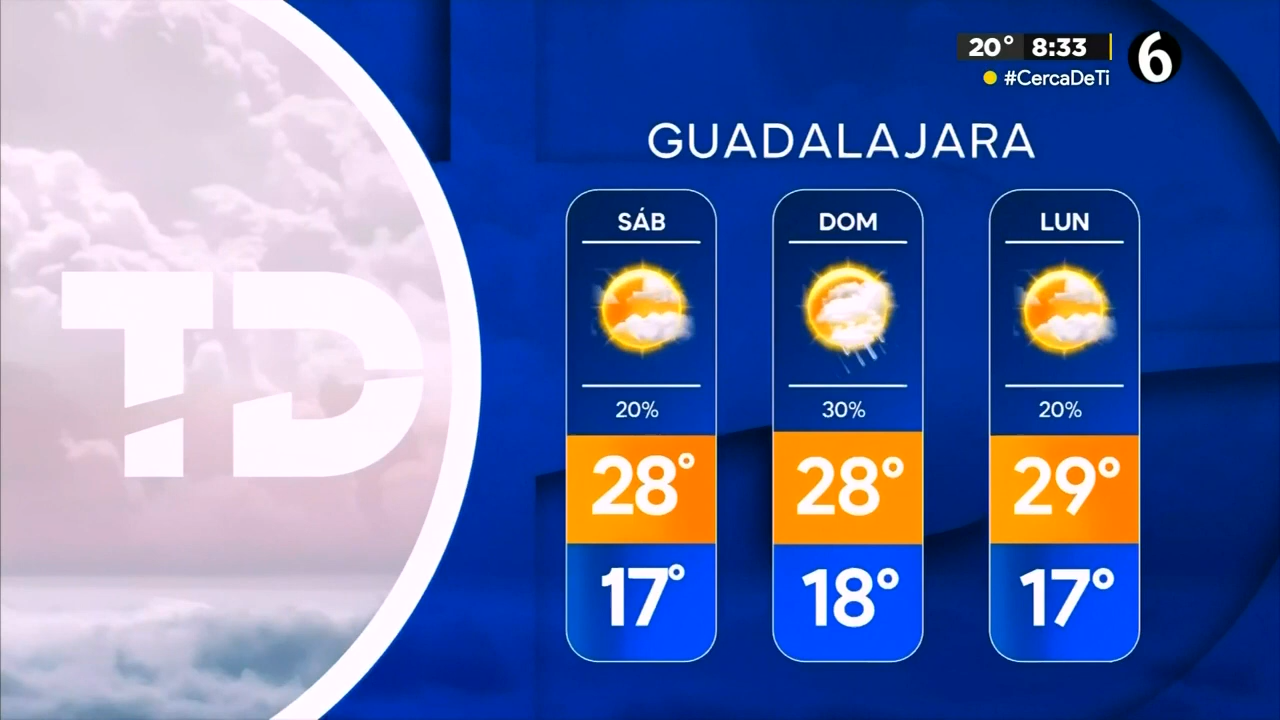 20° 8:33
6
#CercaDeTi
GUADALAJARA
TD
SÁB DOM LUN
20% 30% 20%
28° 28° 29°
17° 18° 17°